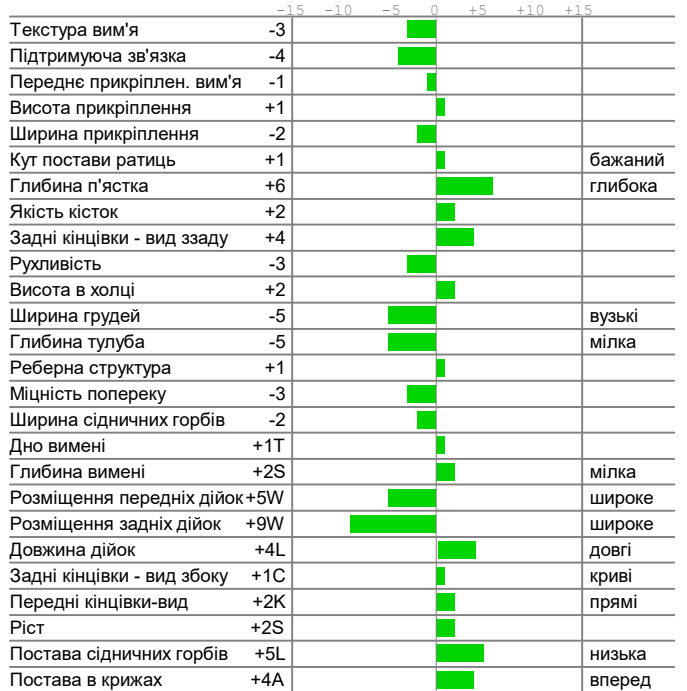 -15 -10 -5 0 +5 +10 +15
Текстура вим'я -3
Підтримуюча зв'язка -4
Переднє прикріплен. вим'я -1
Висота прикріплення +1
Ширина прикріплення -2
Кут постави ратиць +1 бажаний
Глибина п'ястка +6 глибока
Якість кісток +2
Задні кінцівки - вид ззаду +4
Рухливість -3
Висота в холці +2
Ширина грудей -5 вузькі
Глибина тулуба -5 мілка
Реберна структура +1
Міцність попереку -3
Ширина сідничних горбів -2
Дно вимені +1T
Глибина вимені +2S мілка
Розміщення передніх дійок +5W широке
Розміщення задніх дійок +9W широке
Довжина дійок +4L довгі
Задні кінцівки - вид збоку +1C криві
Передні кінцівки-вид +2K прямі
Ріст +2S
Постава сідничних горбів +5L низька
Постава в крижах +4A вперед